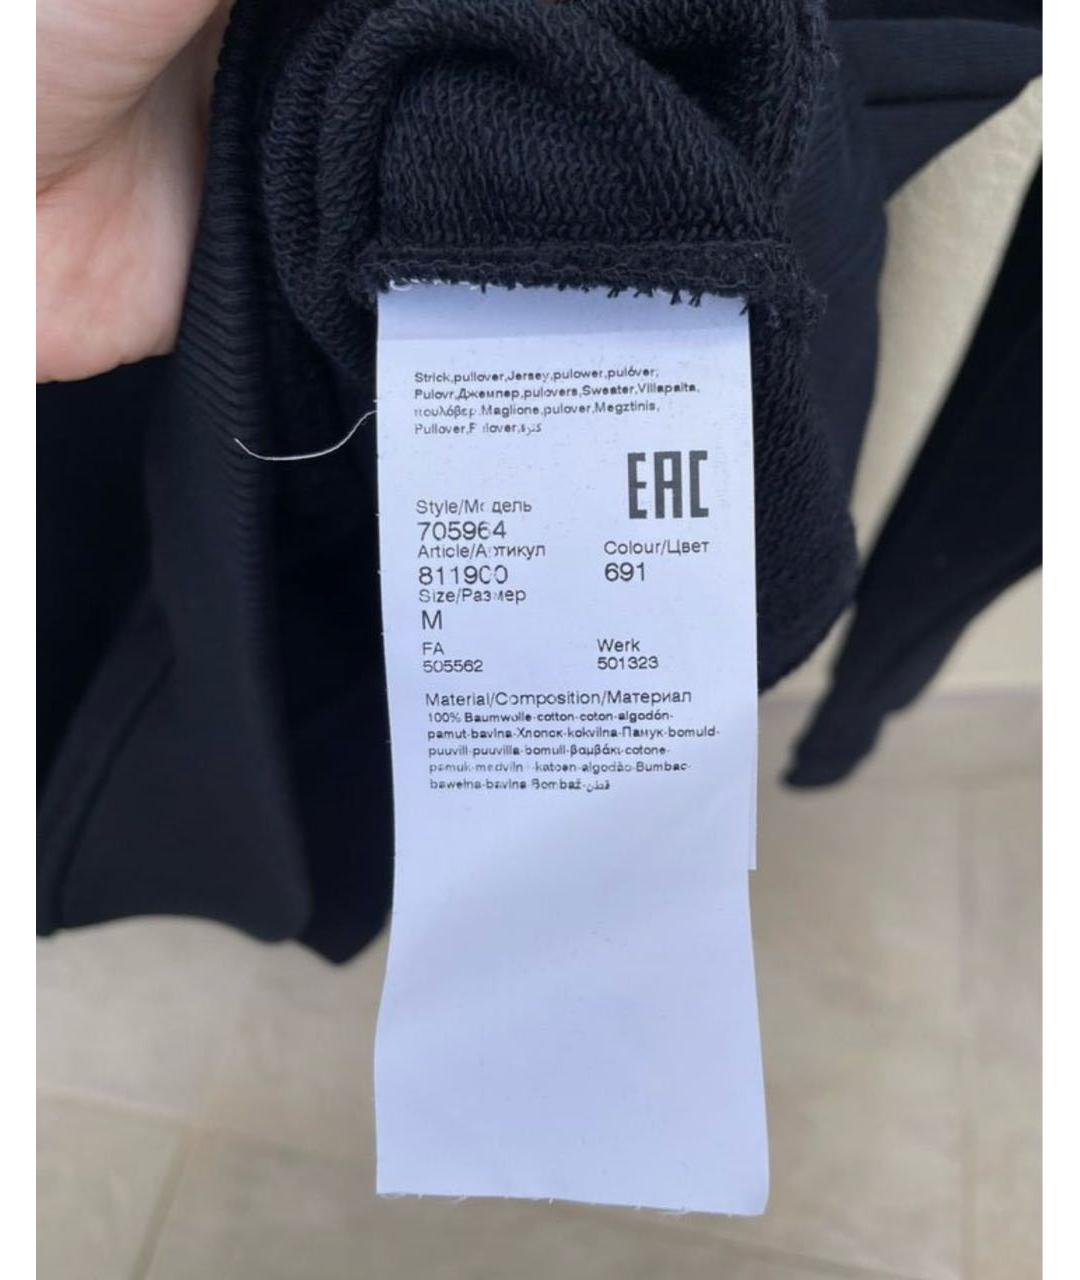 Strick,pullover,Jersey,pulower,pulóver,
Pulovr,Джемпер,pulovers,Sweater,Villapaita,
πουλόβερ,Maglione,pulover,Megztinis,
Pullover,
EAC
Style/Модель
705964
Article/Артикул Colour/Цвет
811900 691
Size/Размер
M
FA Werk
505562 501323
Material/Composition/Материал
100% Baumwolle-cotton-coton-algodón-
pamut-bavlna-Хлопок-kokvilna-Памук-bomuld-
puuvill-puuvilla-bomull-βαμβάκι-cotone-
pamuk-medviln -katoen-algodão-Bumbac-
bawełna-bavlna-Bombaž-قطن